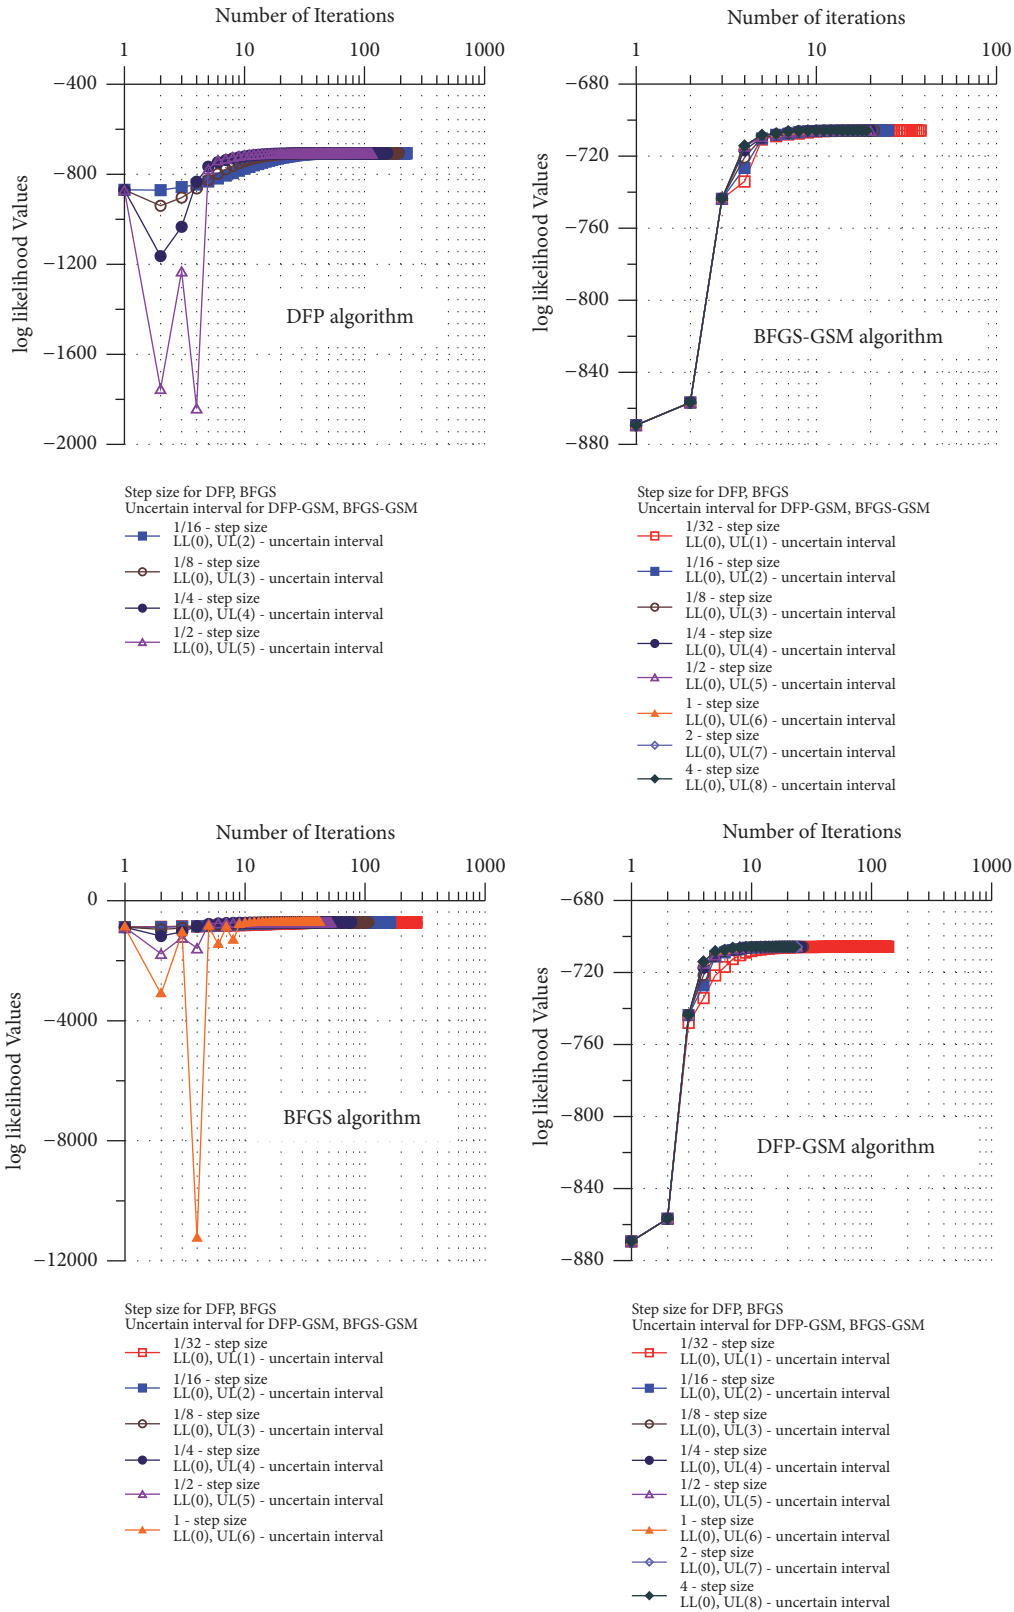 Number of Iterations
1 10 100 1000
−400
−800
−1200
−1600
−2000
log likelihood Values
DFP algorithm
Step size for DFP, BFGS
Uncertain interval for DFP-GSM, BFGS-GSM
1/16 - step size
LL(0), UL(2) - uncertain interval
1/8 - step size
LL(0), UL(3) - uncertain interval
1/4 - step size
LL(0), UL(4) - uncertain interval
1/2 - step size
LL(0), UL(5) - uncertain interval
Number of iterations
1 10 100
−680
−720
−760
−800
−840
−880
log likelihood Values
BFGS-GSM algorithm
Step size for DFP, BFGS
Uncertain interval for DFP-GSM, BFGS-GSM
1/32 - step size
LL(0), UL(1) - uncertain interval
1/16 - step size
LL(0), UL(2) - uncertain interval
1/8 - step size
LL(0), UL(3) - uncertain interval
1/4 - step size
LL(0), UL(4) - uncertain interval
1/2 - step size
LL(0), UL(5) - uncertain interval
1 - step size
LL(0), UL(6) - uncertain interval
2 - step size
LL(0), UL(7) - uncertain interval
4 - step size
LL(0), UL(8) - uncertain interval
Number of Iterations
1 10 100 1000
0
−4000
−8000
−12000
log likelihood Values
BFGS algorithm
Step size for DFP, BFGS
Uncertain interval for DFP-GSM, BFGS-GSM
1/32 - step size
LL(0), UL(1) - uncertain interval
1/16 - step size
LL(0), UL(2) - uncertain interval
1/8 - step size
LL(0), UL(3) - uncertain interval
1/4 - step size
LL(0), UL(4) - uncertain interval
1/2 - step size
LL(0), UL(5) - uncertain interval
1 - step size
LL(0), UL(6) - uncertain interval
Number of Iterations
1 10 100 1000
−680
−720
−760
−800
−840
−880
log likelihood Values
DFP-GSM algorithm
Step size for DFP, BFGS
Uncertain interval for DFP-GSM, BFGS-GSM
1/32 - step size
LL(0), UL(1) - uncertain interval
1/16 - step size
LL(0), UL(2) - uncertain interval
1/8 - step size
LL(0), UL(3) - uncertain interval
1/4 - step size
LL(0), UL(4) - uncertain interval
1/2 - step size
LL(0), UL(5) - uncertain interval
1 - step size
LL(0), UL(6) - uncertain interval
2 - step size
LL(0), UL(7) - uncertain interval
4 - step size
LL(0), UL(8) - uncertain interval